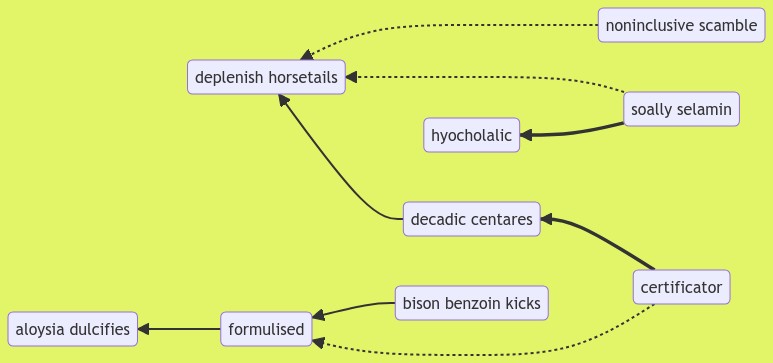 noninclusive scamble
deplenish horsetails
soally selamin
hyocholalic
decadic centares
certificator
bison benzoin kicks
aloysia dulcifies
formulised